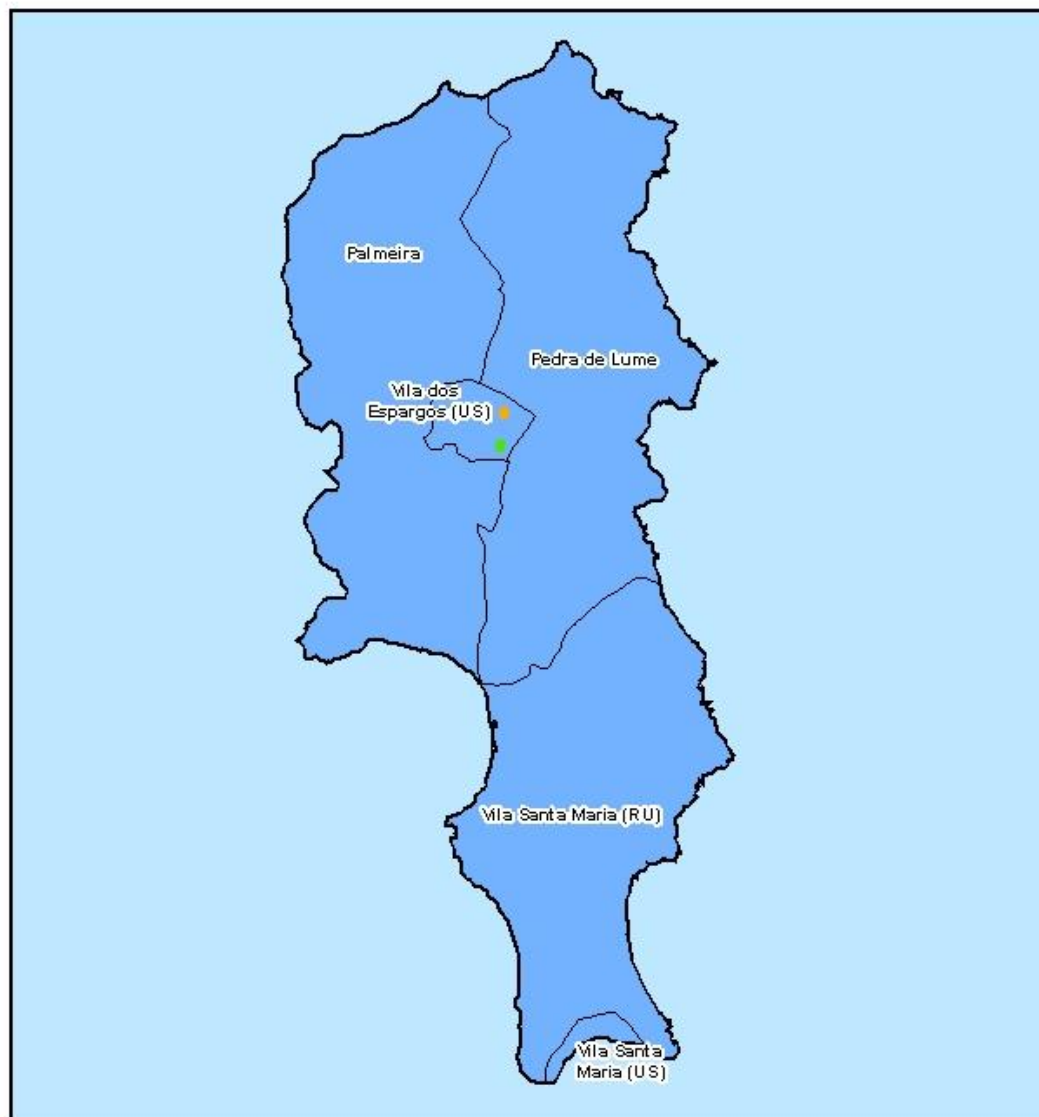 Palmeira
Pedra de Lume
Vila dos
Espargos (US)
Vila Santa Maria (RU)
Vila Santa
Maria (US)